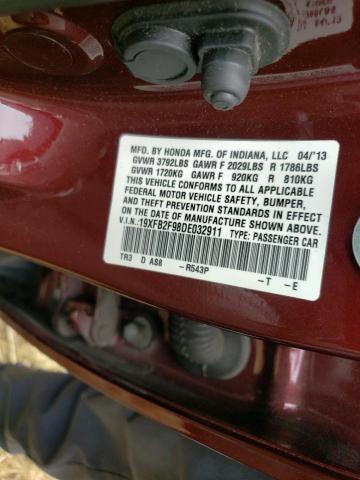 MFD. BY HONDA MFG. OF INDIANA, LLC 04/'13
GVWR 3792LBS GAWR F 2029LBS R 1786LBS
GVWR 1720KG GAWR F 920KG R 810KG
THIS VEHICLE CONFORMS TO ALL APPLICABLE
FEDERAL MOTOR VEHICLE SAFETY, BUMPER,
AND THEFT PREVENTION STANDARDS IN EFFECT
ON THE DATE OF MANUFACTURE SHOWN ABOVE.
V.I.N.:19XFB2F98DE032911 TYPE: PASSENGER CAR
TR3 D AS8 -R543P -T -E